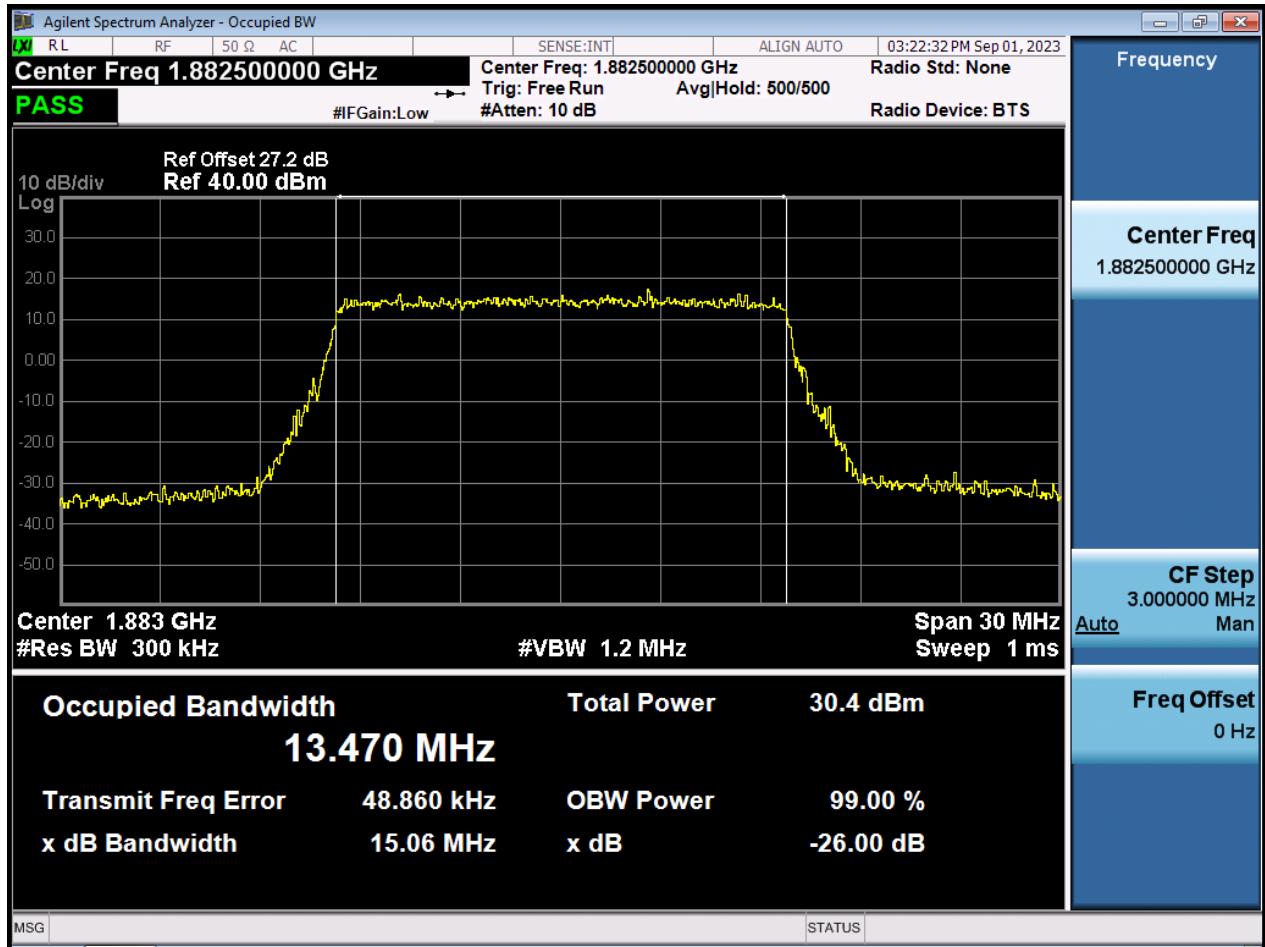 Agilent Spectrum Analyzer - Occupied BW
LXI RL RF 50 Ω AC SENSE:INT ALIGN AUTO 03:22:32 PM Sep 01, 2023
Center Freq 1.882500000 GHz
PASS
#IFGain:Low
Center Freq: 1.882500000 GHz
Trig: Free Run Avg|Hold: 500/500
#Atten: 10 dB
Radio Std: None
Radio Device: BTS
Ref Offset 27.2 dB
10 dB/div Ref 40.00 dBm
Log
30.0
20.0
10.0
0.00
-10.0
-20.0
-30.0
-40.0
-50.0
Center 1.883 GHz Span 30 MHz
#Res BW 300 kHz #VBW 1.2 MHz Sweep 1 ms
Occupied Bandwidth Total Power 30.4 dBm
13.470 MHz
Transmit Freq Error 48.860 kHz OBW Power 99.00 %
x dB Bandwidth 15.06 MHz x dB -26.00 dB
MSG STATUS
Frequency
Center Freq
1.882500000 GHz
CF Step
3.000000 MHz
Auto Man
Freq Offset
0 Hz